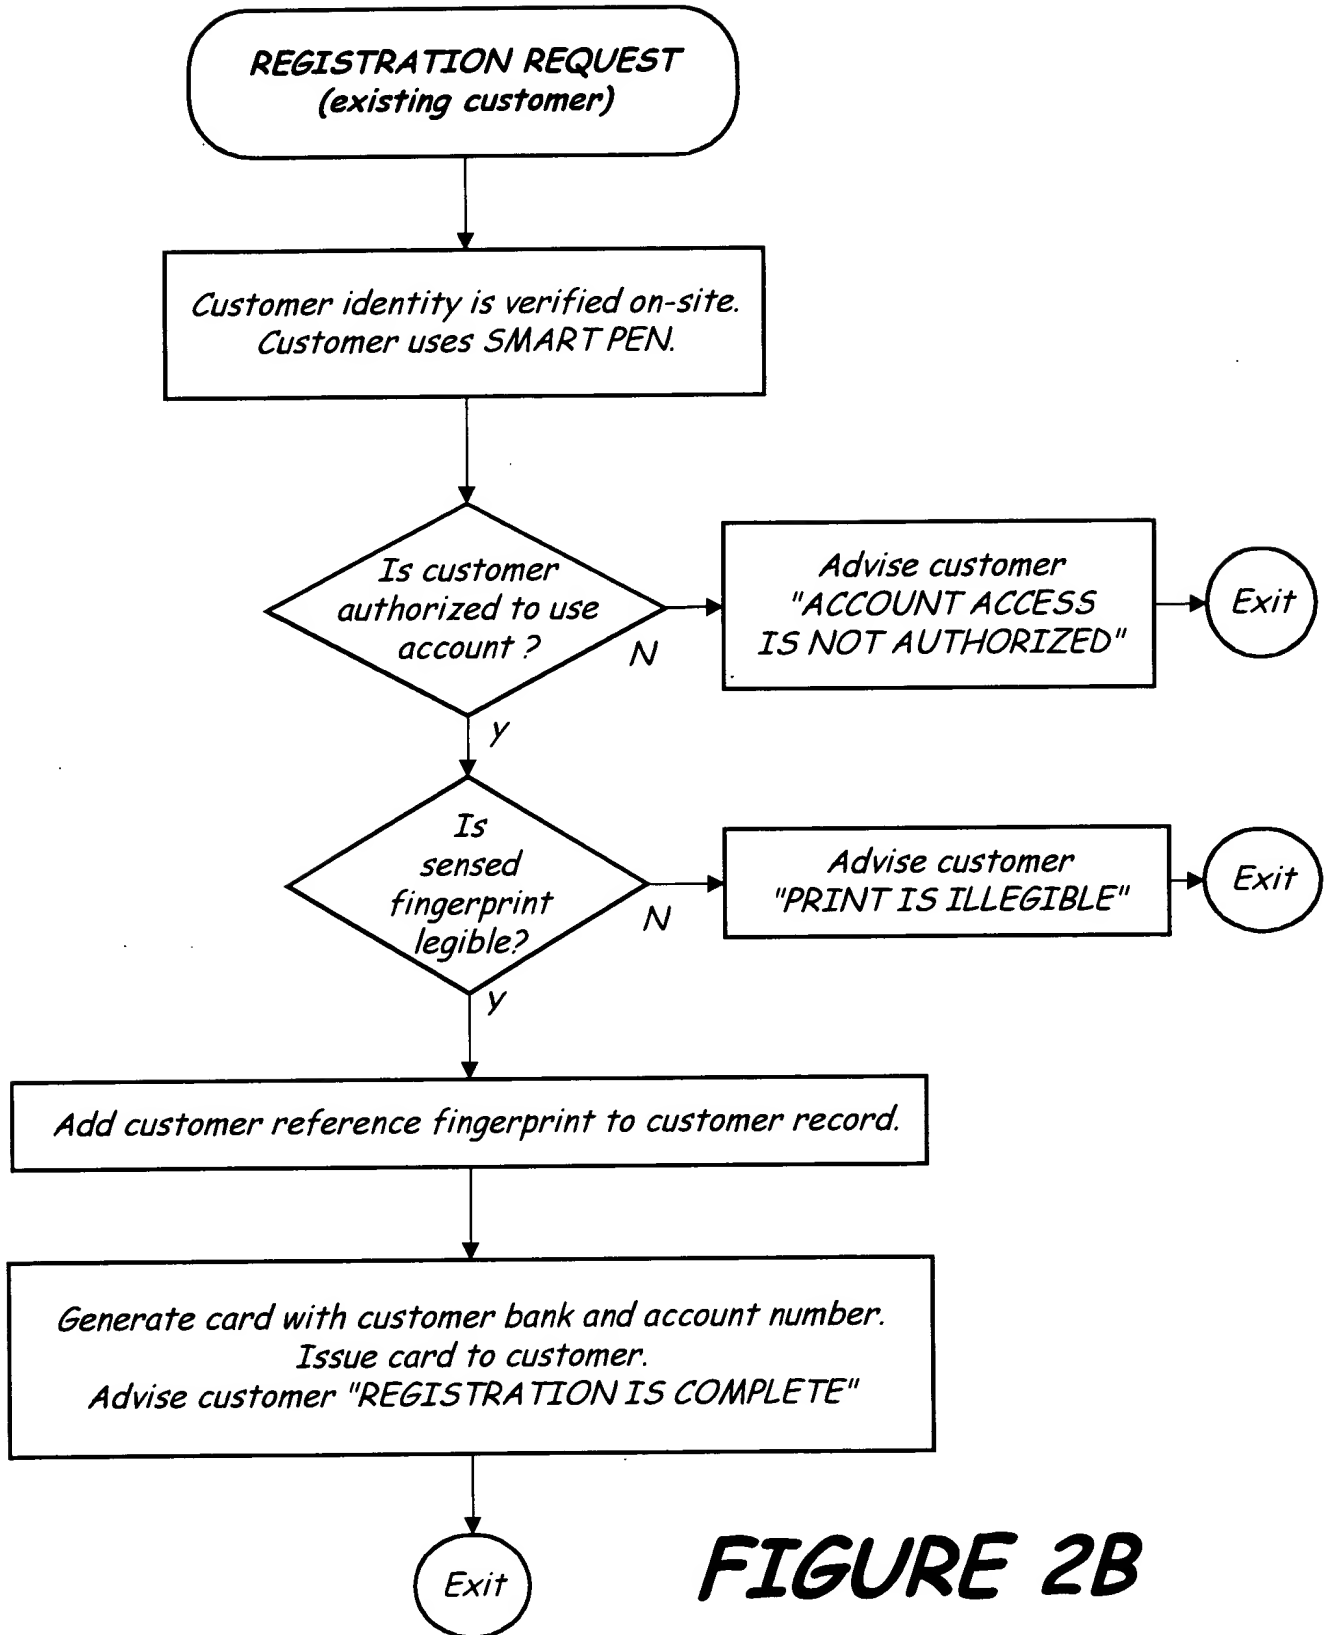 REGISTRATION REQUEST
(existing customer)
Customer identity is verified on-site.
Customer uses SMART PEN.
Is customer
authorized to use
account ?
N
Advise customer
"ACCOUNT ACCESS
IS NOT AUTHORIZED"
Exit
Y
Is
sensed
fingerprint
legible?
N
Advise customer
"PRINT IS ILLEGIBLE"
Exit
Y
Add customer reference fingerprint to customer record.
Generate card with customer bank and account number.
Issue card to customer.
Advise customer "REGISTRATION IS COMPLETE"
Exit
FIGURE 2B